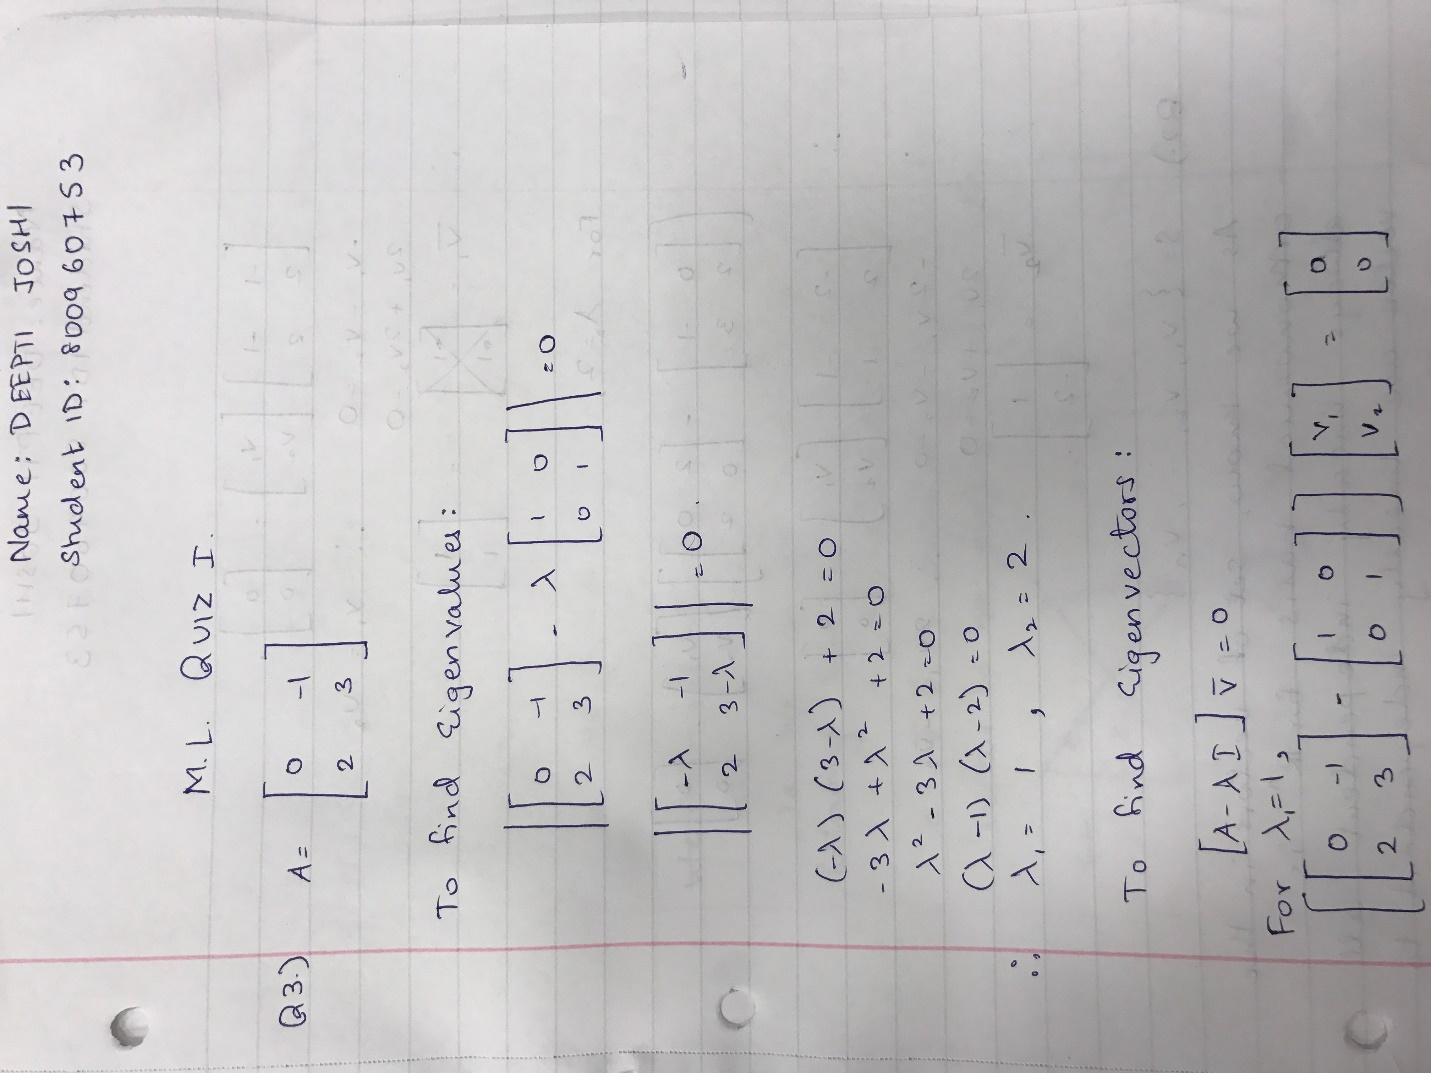 Name: DEEPTI JOSHI
Student ID: 800960753
M.L. QUIZ I.
Q3.) A = [0 -1; 2 3]
To find Eigenvalues:
|[0 -1; 2 3] - λ [1 0; 0 1]| = 0
|[-λ -1; 2 3-λ]| = 0.
(-λ) (3-λ) + 2 = 0
-3λ + λ² + 2 = 0
λ² - 3λ + 2 = 0
(λ-1) (λ-2) = 0
∴ λ₁ = 1 , λ₂ = 2.
To find Eigenvectors:
[A - λI] v̄ = 0
For λ₁=1,
[[0 -1; 2 3] - [1 0; 0 1]] [v₁; v₂] = [0; 0]